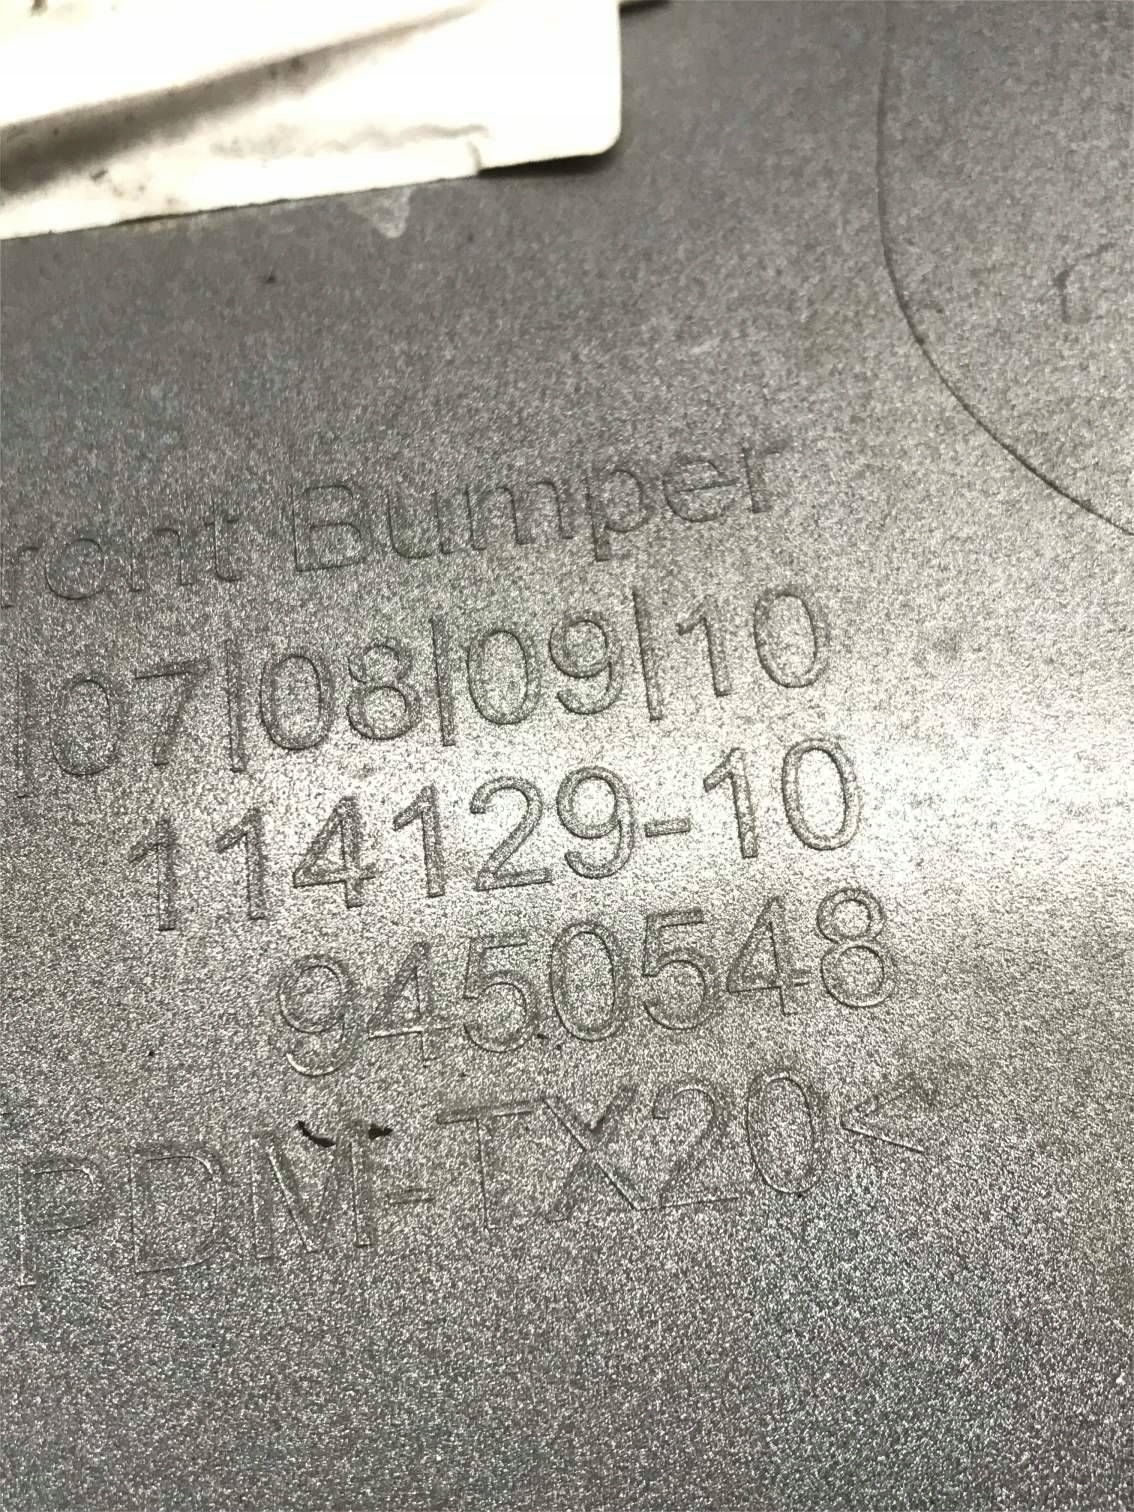 ront Bumper
|07|08|09|10
114129-10
9450548
PDM-TX20<